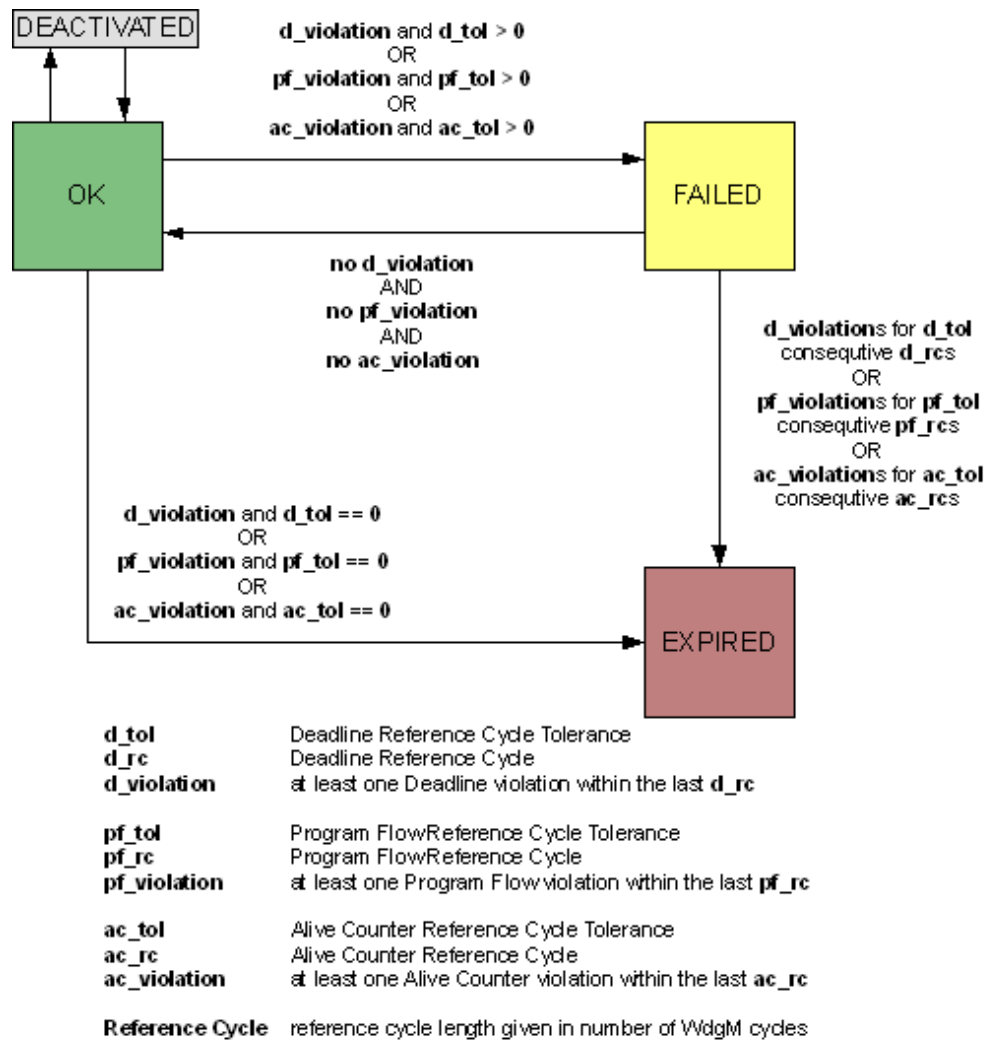 DEACTIVATED
d_violation and d_tol > 0
OR
pf_violation and pf_tol > 0
OR
ac_violation and ac_tol > 0
OK
FAILED
no d_violation
AND
no pf_violation
AND
no ac_violation
d_violations for d_tol
consequtive d_rcs
OR
pf_violations for pf_tol
consequtive pf_rcs
OR
ac_violations for ac_tol
consequtive ac_rcs
d_violation and d_tol == 0
OR
pf_violation and pf_tol == 0
OR
ac_violation and ac_tol == 0
EXPIRED
d_tol Deadline Reference Cycle Tolerance
d_rc Deadline Reference Cycle
d_violation at least one Deadline violation within the last d_rc
pf_tol Program Flow Reference Cycle Tolerance
pf_rc Program Flow Reference Cycle
pf_violation at least one Program Flow violation within the last pf_rc
ac_tol Alive Counter Reference Cycle Tolerance
ac_rc Alive Counter Reference Cycle
ac_violation at least one Alive Counter violation within the last ac_rc
Reference Cycle reference cycle length given in number of WdgM cycles